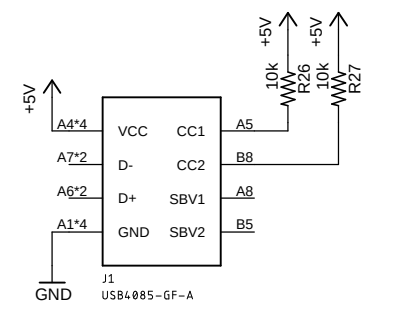 +5V
+5V
10k
R26
10k
R27
+5V
A4*4
VCC
CC1
A5
A7*2
D-
CC2
B8
A6*2
D+
SBV1
A8
A1*4
GND
SBV2
B5
GND
J1
USB4085-GF-A